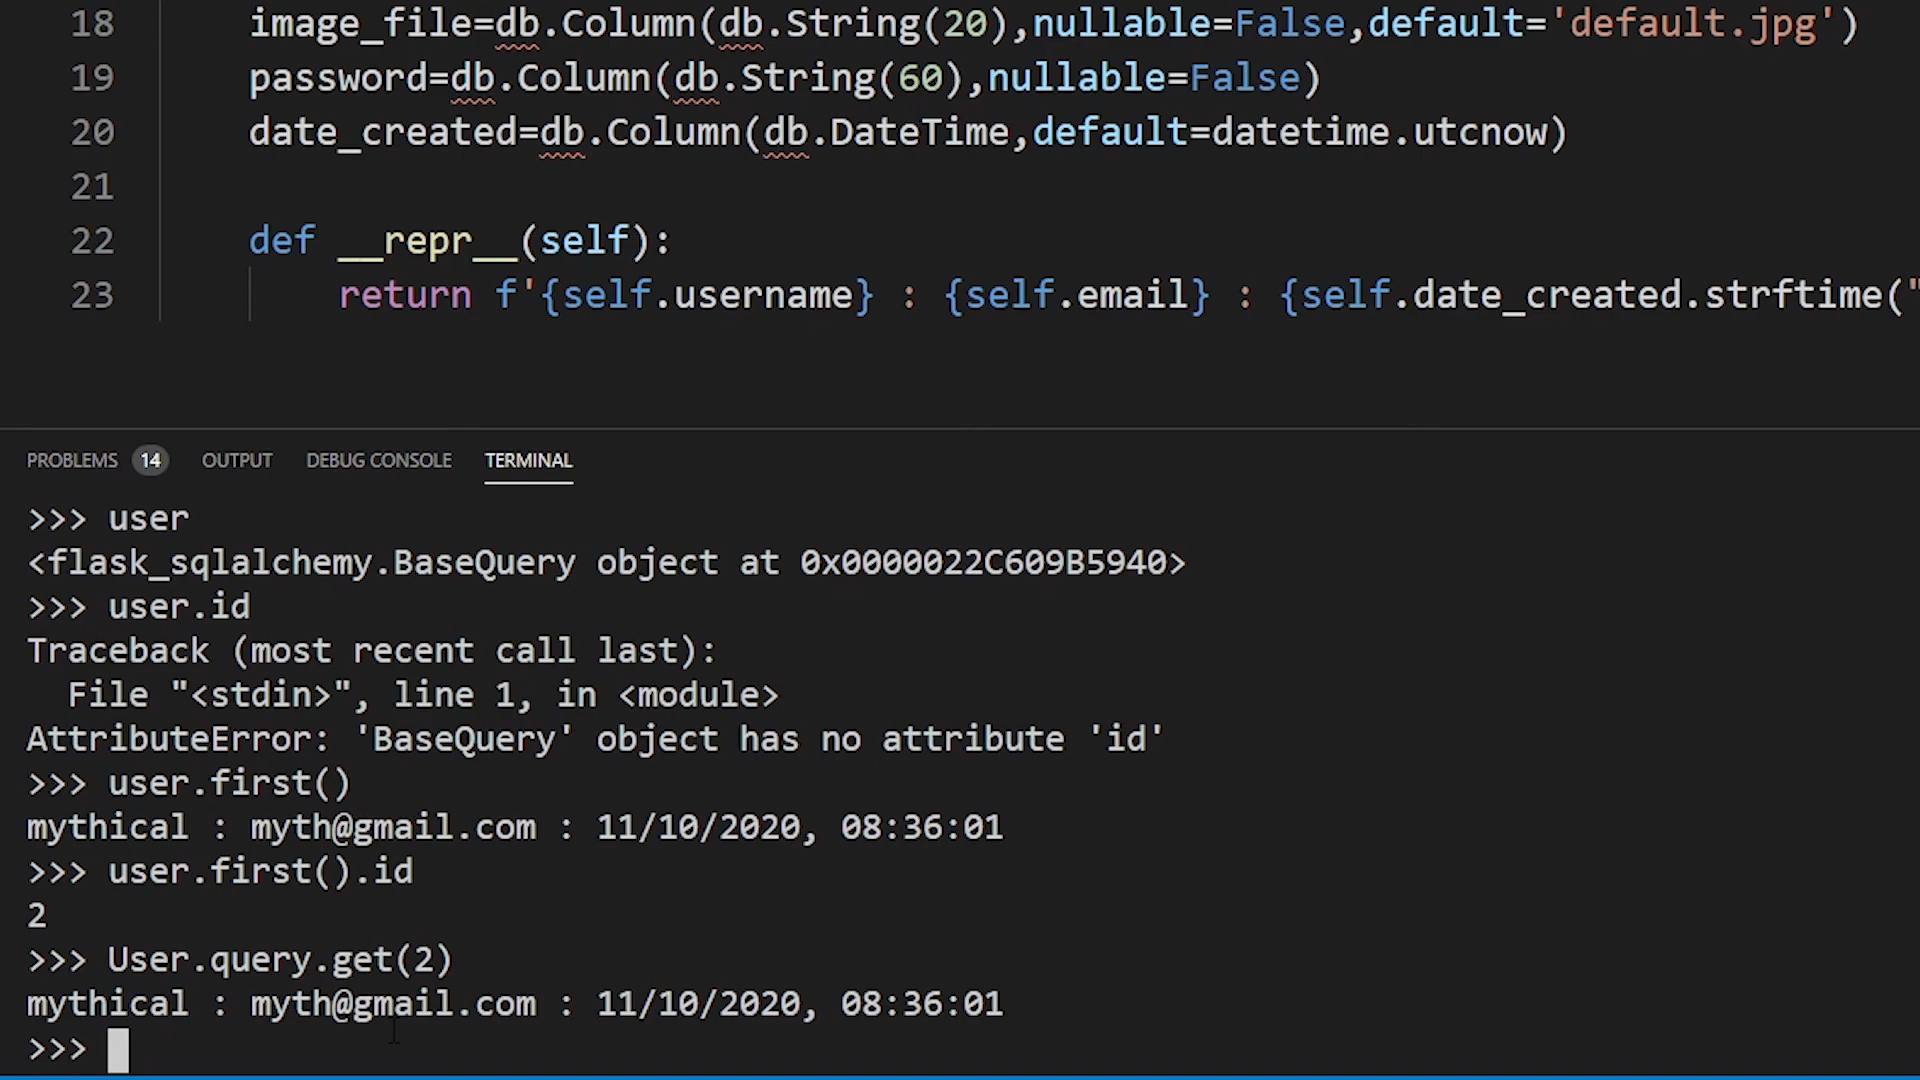 18 image_file=db.Column(db.String(20),nullable=False,default='default.jpg')
19 password=db.Column(db.String(60),nullable=False)
20 date_created=db.Column(db.DateTime,default=datetime.utcnow)
21
22 def __repr__(self):
23 return f'{self.username} : {self.email} : {self.date_created.strftime("
PROBLEMS 14 OUTPUT DEBUG CONSOLE TERMINAL
>>> user
<flask_sqlalchemy.BaseQuery object at 0x0000022C609B5940>
>>> user.id
Traceback (most recent call last):
  File "<stdin>", line 1, in <module>
AttributeError: 'BaseQuery' object has no attribute 'id'
>>> user.first()
mythical : myth@gmail.com : 11/10/2020, 08:36:01
>>> user.first().id
2
>>> User.query.get(2)
mythical : myth@gmail.com : 11/10/2020, 08:36:01
>>>